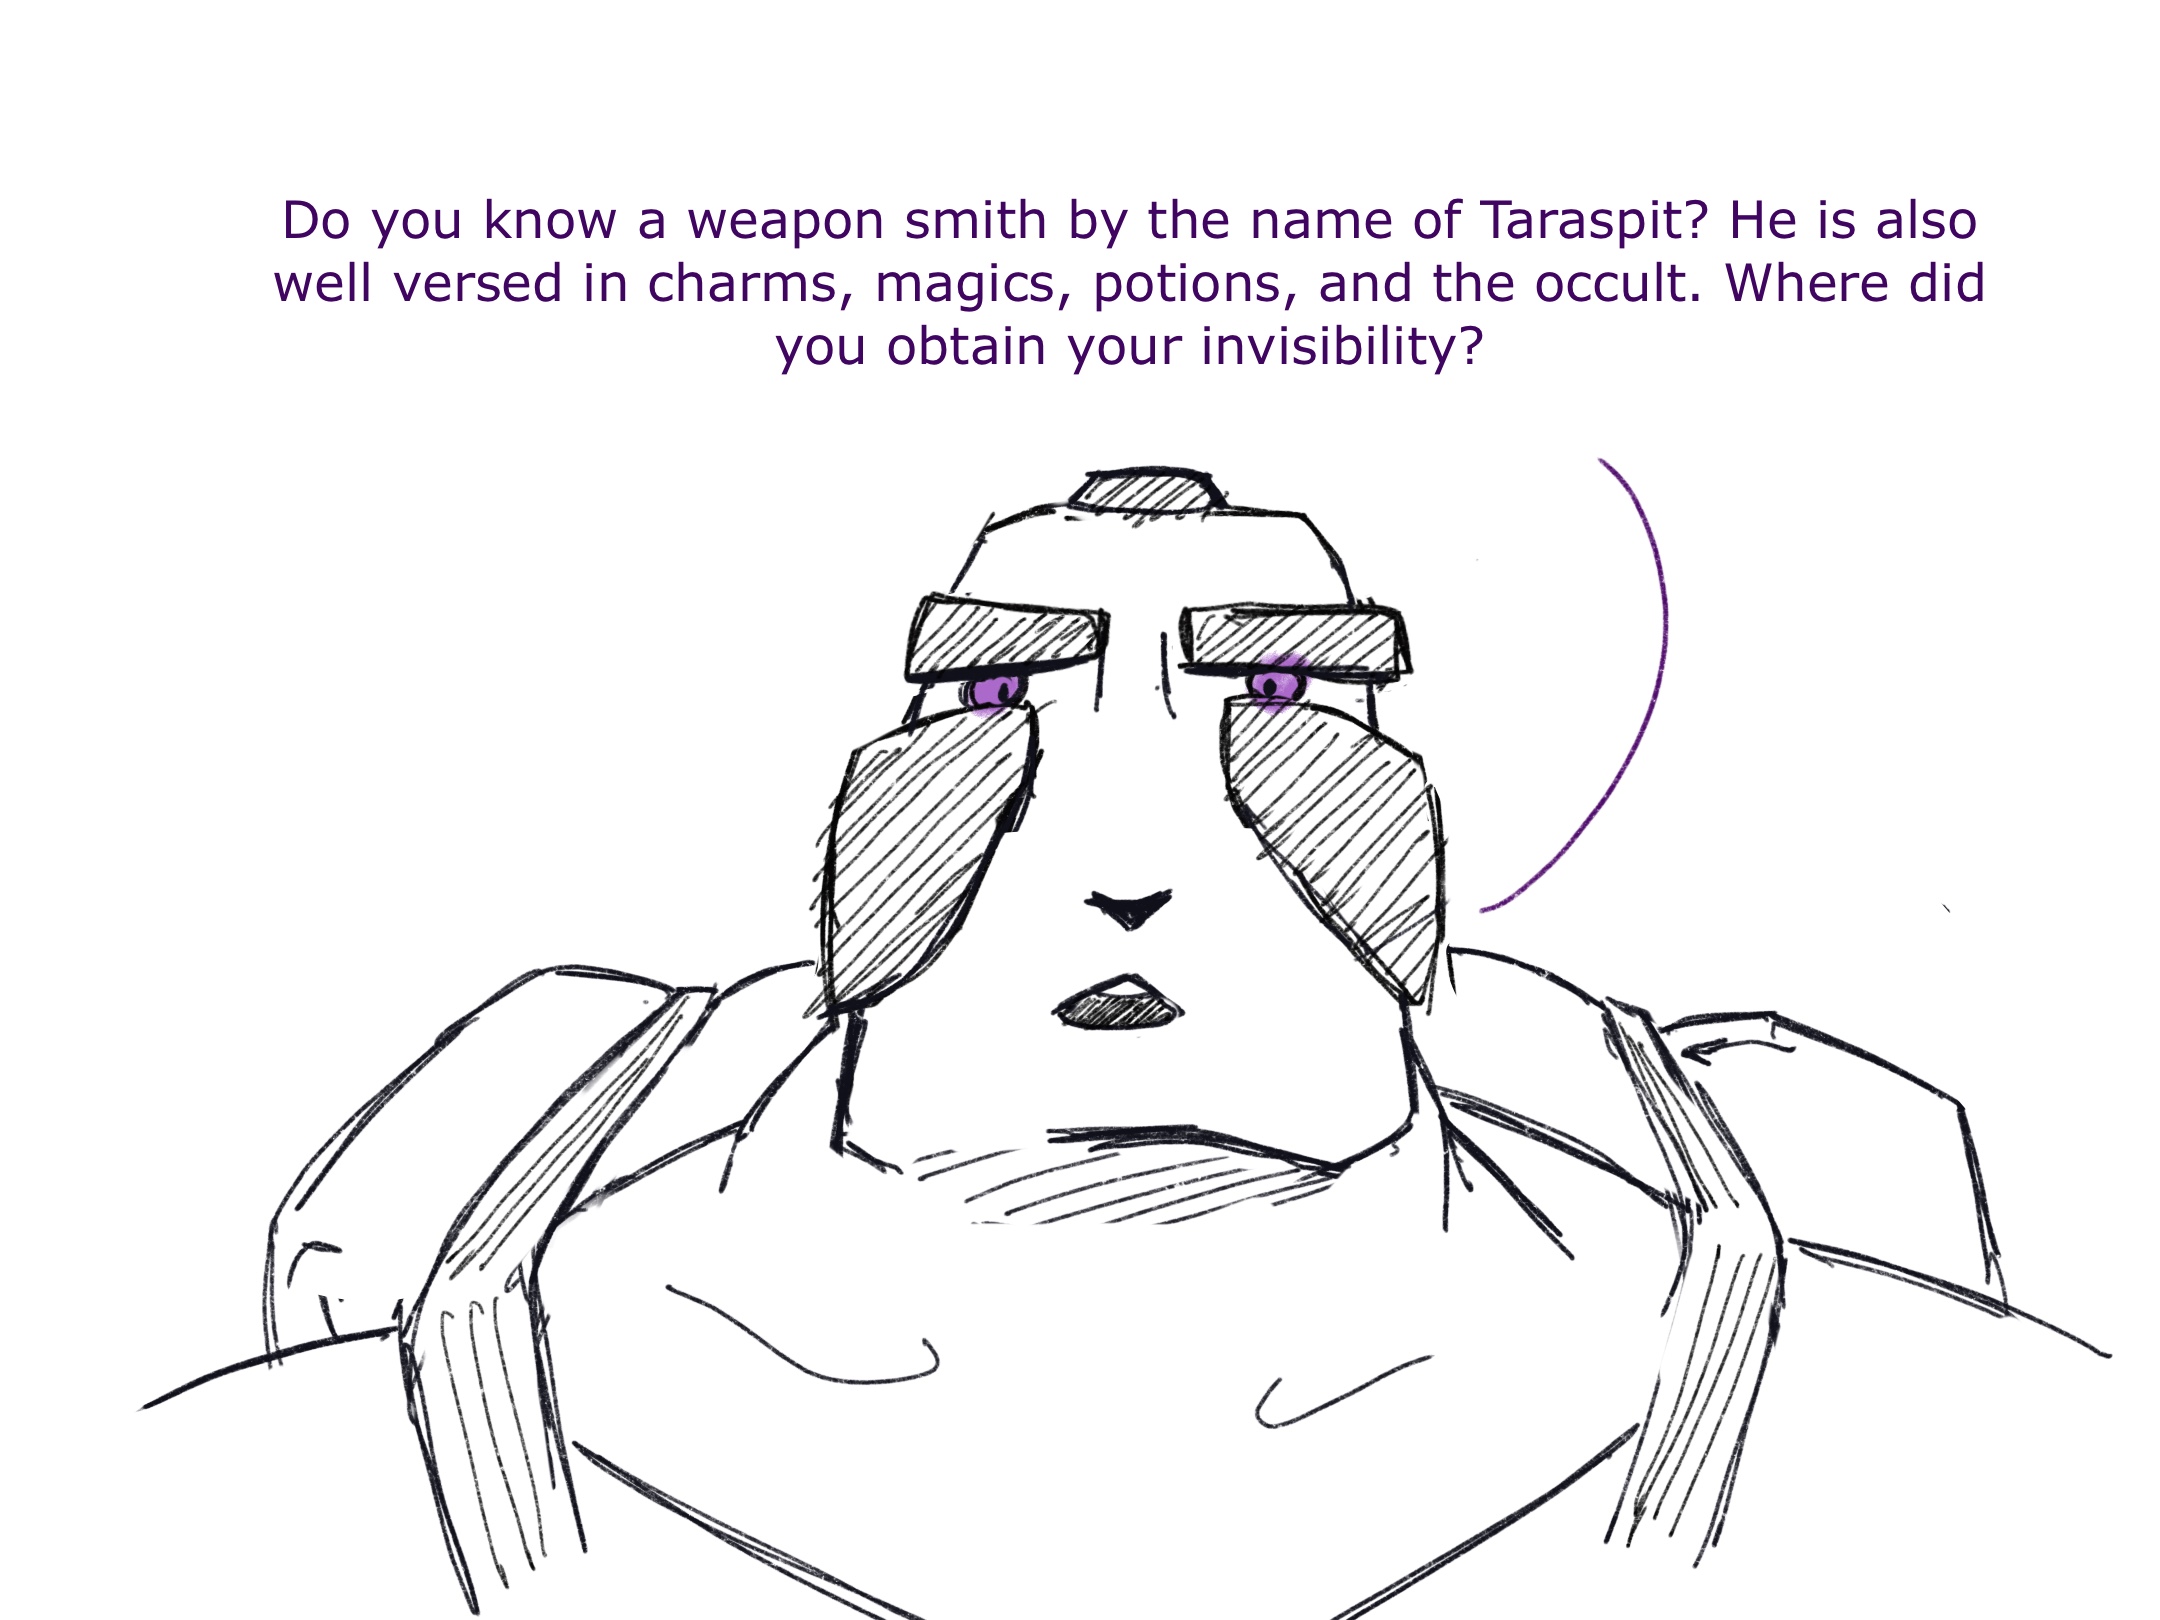 Do you know a weapon smith by the name of Taraspit? He is also
well versed in charms, magics, potions, and the occult. Where did
you obtain your invisibility?